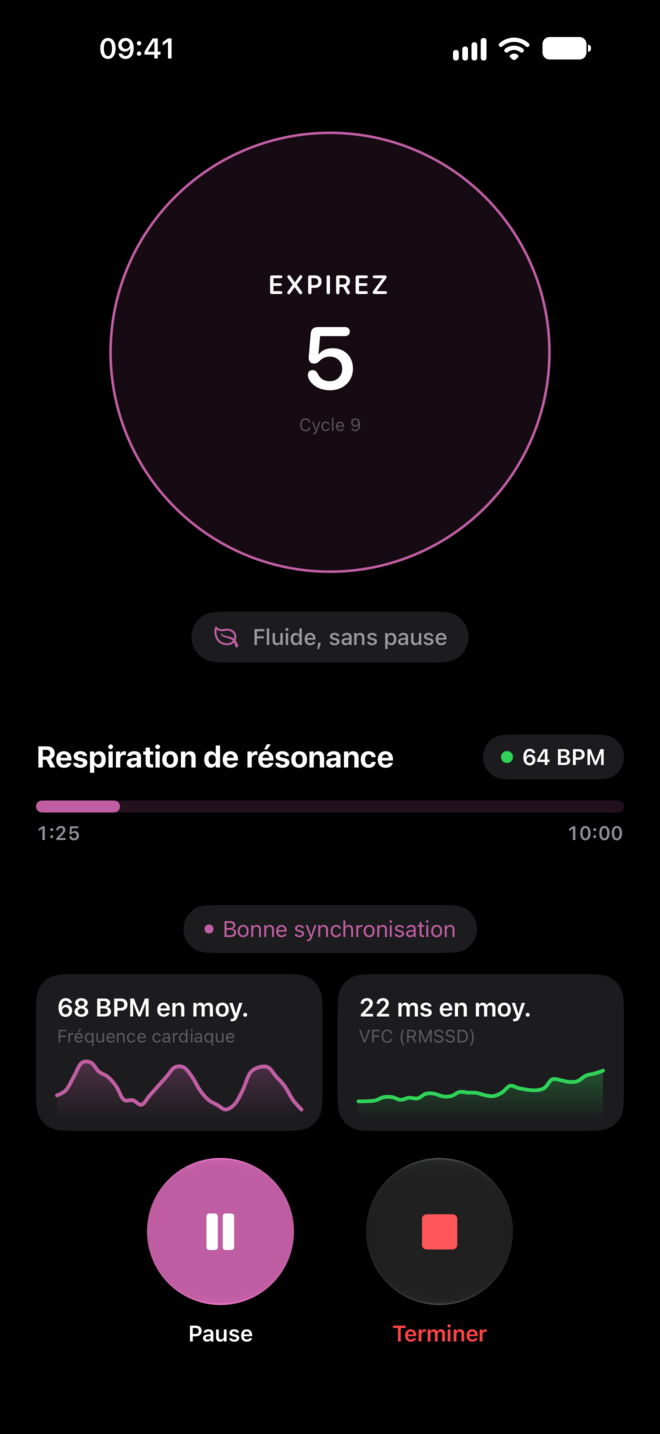 09:41
EXPIREZ
5
Cycle 9
Fluide, sans pause
Respiration de résonance
64 BPM
1:25
10:00
Bonne synchronisation
68 BPM en moy.
Fréquence cardiaque
22 ms en moy.
VFC (RMSSD)
Pause
Terminer